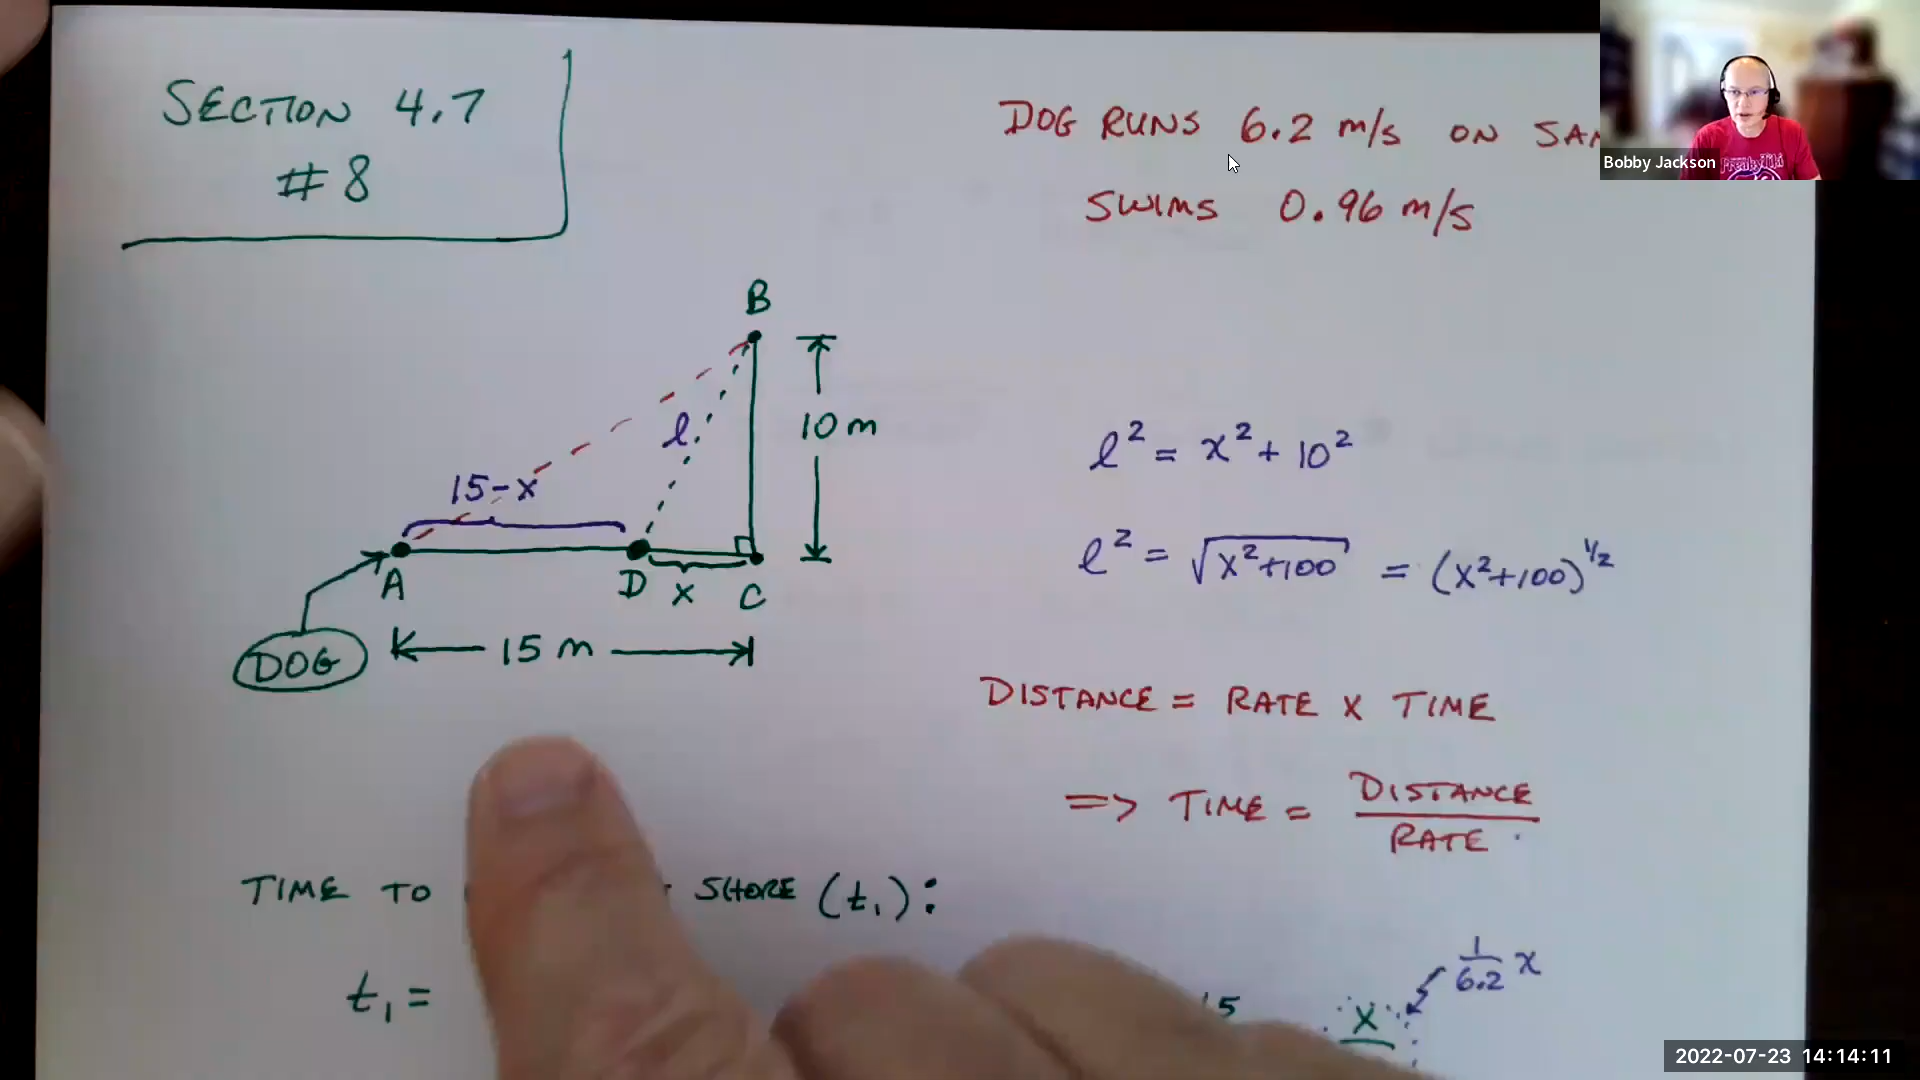 SECTION 4.7
# 8
DOG RUNS 6.2 m/s ON
SWIMS 0.96 m/s
Bobby Jackson
B
l
10 m
15-x
A
D
x
C
DOG
15 m
l² = x² + 10²
l² = √(x²+100) = (x²+100)^1/2
DISTANCE = RATE x TIME
=> TIME = DISTANCE / RATE
TIME TO SHORE (t₁):
t₁ =
x
1/6.2 x
2022-07-23 14:14:11